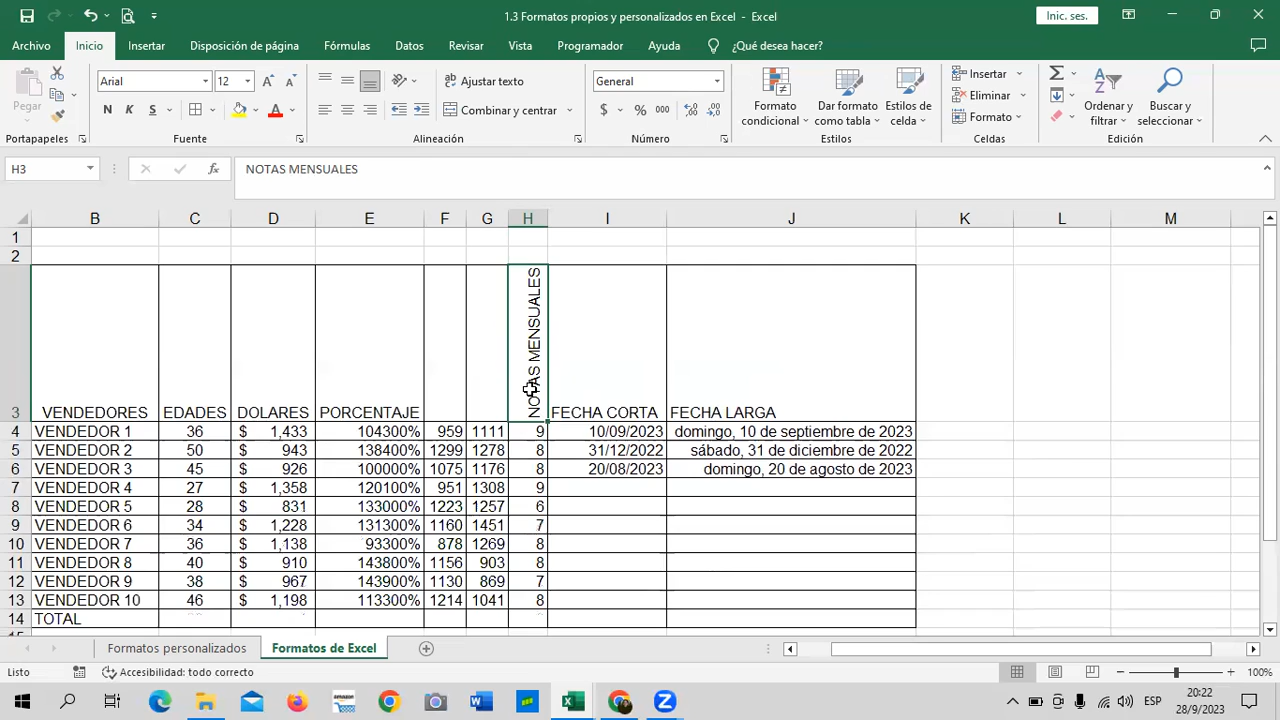 1.3 Formatos propios y personalizados en Excel - Excel
Inic. ses.
Archivo Inicio Insertar Disposición de página Fórmulas Datos Revisar Vista Programador Ayuda ¿Qué desea hacer?
Pegar
Arial 12
N K S
Ajustar texto
Combinar y centrar
General
$ % 000
Formato condicional
Dar formato como tabla
Estilos de celda
Insertar
Eliminar
Formato
Ordenar y filtrar
Buscar y seleccionar
Portapapeles Fuente Alineación Número Estilos Celdas Edición
H3 fx NOTAS MENSUALES
B C D E F G H I J K L M
1
2
3 VENDEDORES EDADES DOLARES PORCENTAJE NOTAS MENSUALES FECHA CORTA FECHA LARGA
4 VENDEDOR 1 36 $ 1,433 104300% 959 1111 9 10/09/2023 domingo, 10 de septiembre de 2023
5 VENDEDOR 2 50 $ 943 138400% 1299 1278 8 31/12/2022 sábado, 31 de diciembre de 2022
6 VENDEDOR 3 45 $ 926 100000% 1075 1176 8 20/08/2023 domingo, 20 de agosto de 2023
7 VENDEDOR 4 27 $ 1,358 120100% 951 1308 9
8 VENDEDOR 5 28 $ 831 133000% 1223 1257 6
9 VENDEDOR 6 34 $ 1,228 131300% 1160 1451 7
10 VENDEDOR 7 36 $ 1,138 93300% 878 1269 8
11 VENDEDOR 8 40 $ 910 143800% 1156 903 8
12 VENDEDOR 9 38 $ 967 143900% 1130 869 7
13 VENDEDOR 10 46 $ 1,198 113300% 1214 1041 8
14 TOTAL
Formatos personalizados Formatos de Excel
Listo Accesibilidad: todo correcto 100%
ESP
20:22
28/9/2023